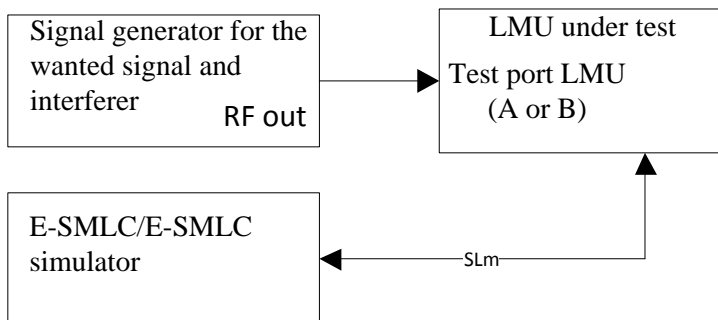 Signal generator for the
wanted signal and
interferer
RF out
LMU under test
Test port LMU
(A or B)
E-SMLC/E-SMLC
simulator
SLm